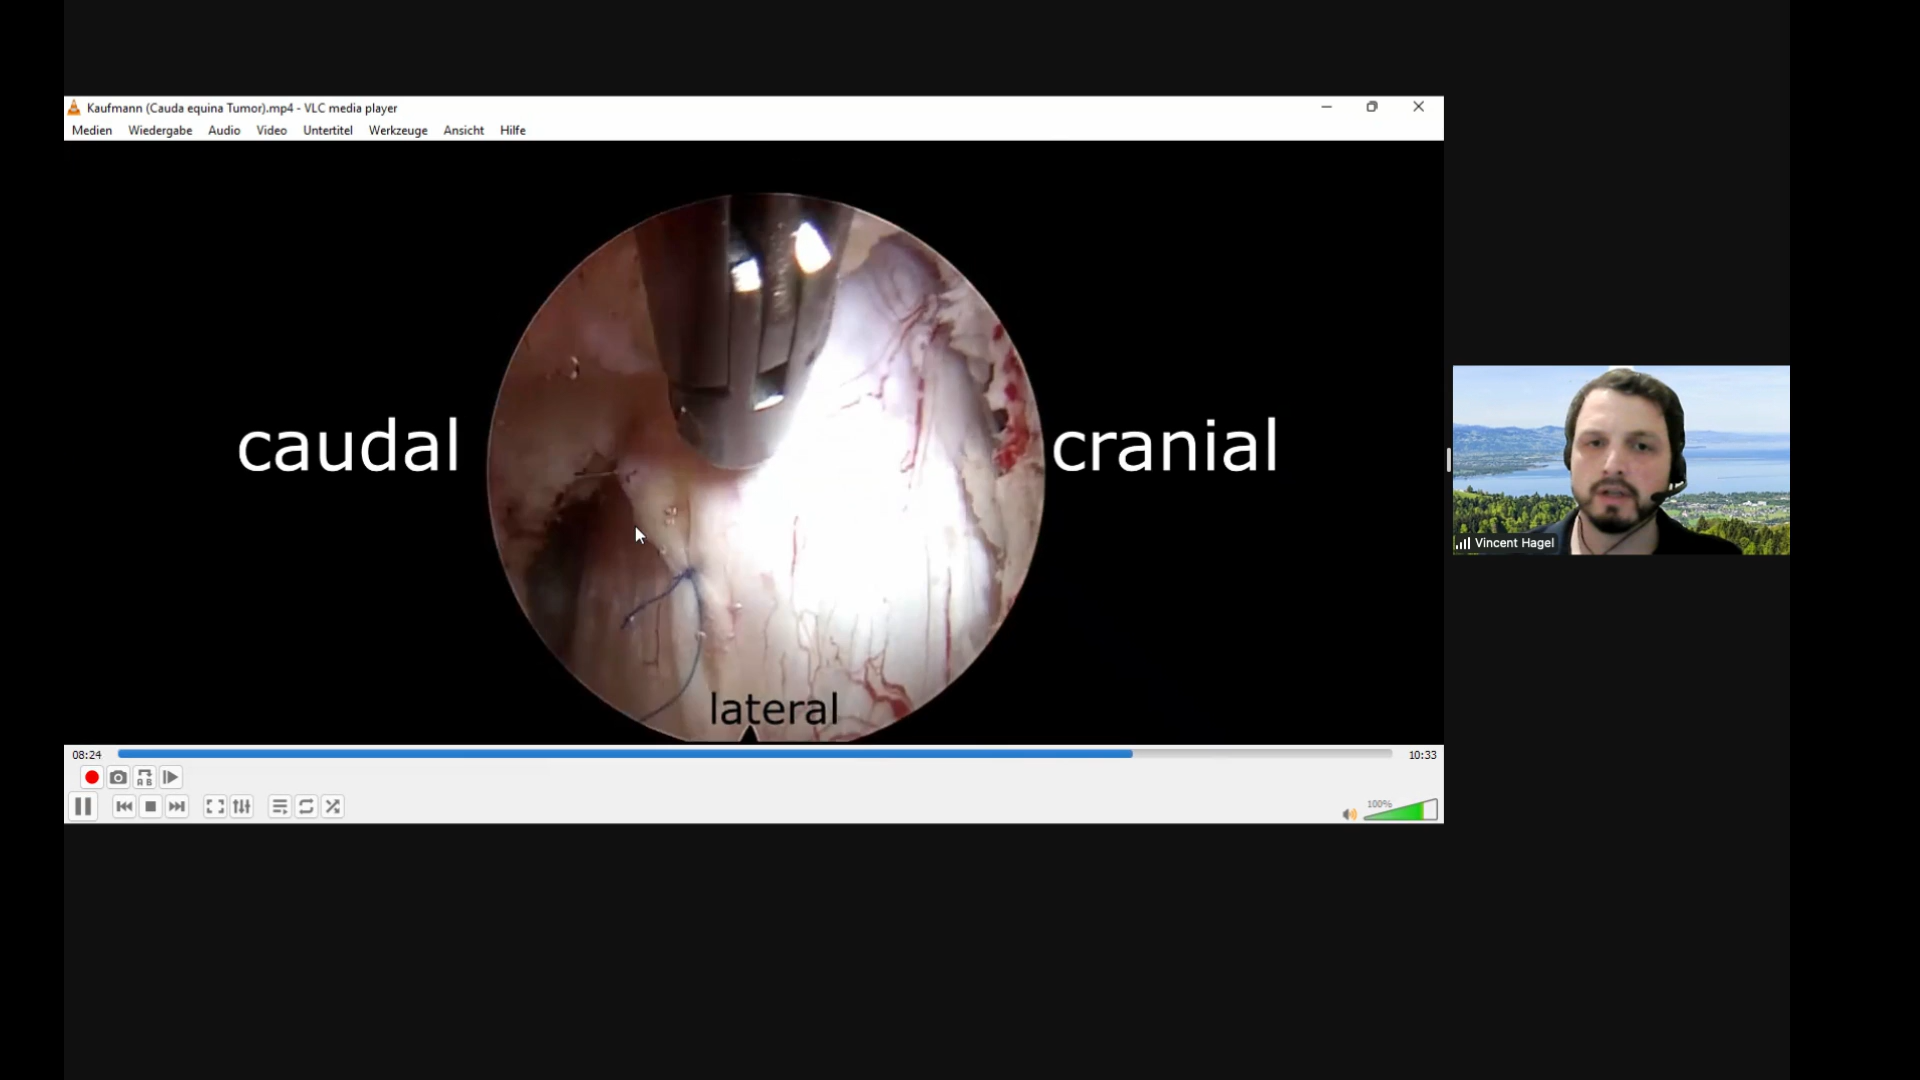 Kaufmann (Cauda equina Tumor).mp4 - VLC media player
Medien Wiedergabe Audio Video Untertitel Werkzeuge Ansicht Hilfe
caudal
cranial
lateral
Vincent Hagel
08:24
10:33
A B
100%